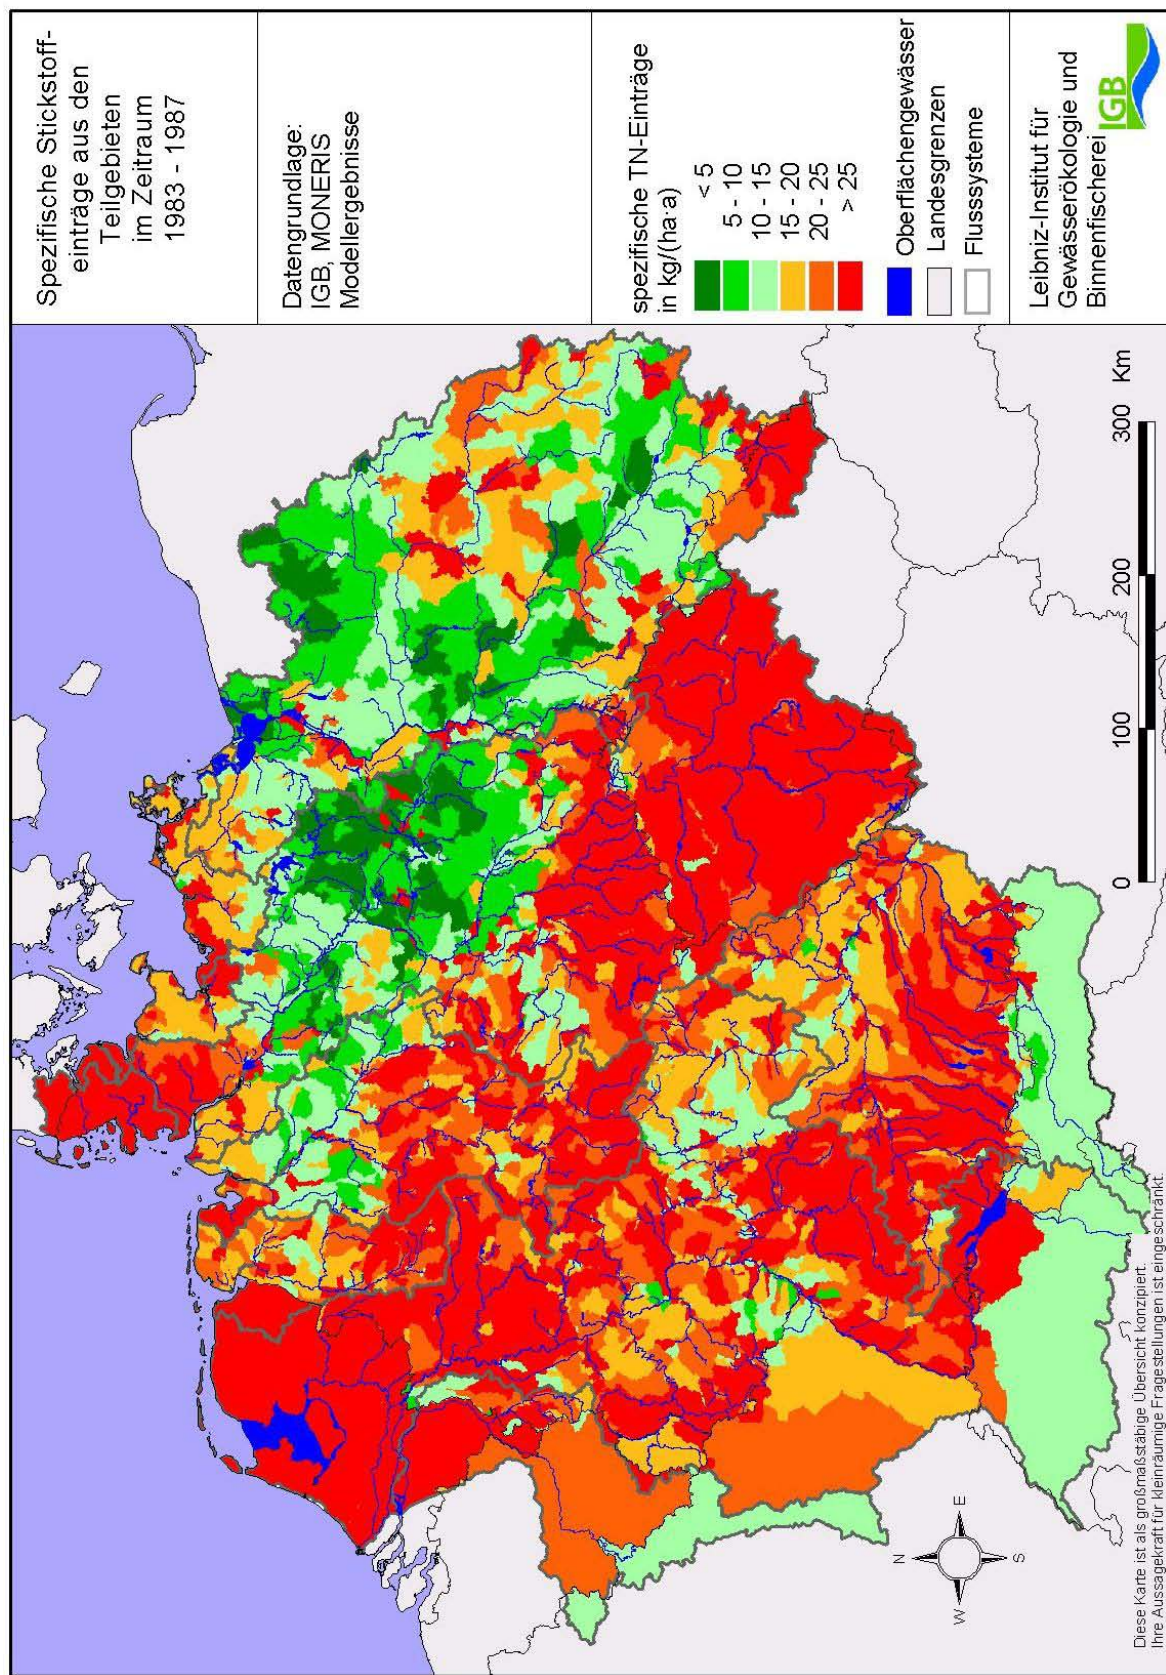 Spezifische Stickstoff-
einträge aus den
Teilgebieten
im Zeitraum
1983 - 1987
Datengrundlage:
IGB, MONERIS
Modellergebnisse
spezifische TN-Einträge
in kg/(ha·a)
< 5
5 - 10
10 - 15
15 - 20
20 - 25
> 25
Oberflächengewässer
Landesgrenzen
Flusssysteme
Leibniz-Institut für
Gewässerökologie und
Binnenfischerei
IGB
N
W
E
S
0
100
200
300
Km
Diese Karte ist als großmaßstäbige Übersicht konzipiert.
Ihre Aussagekraft für kleinräumige Fragestellungen ist eingeschränkt.